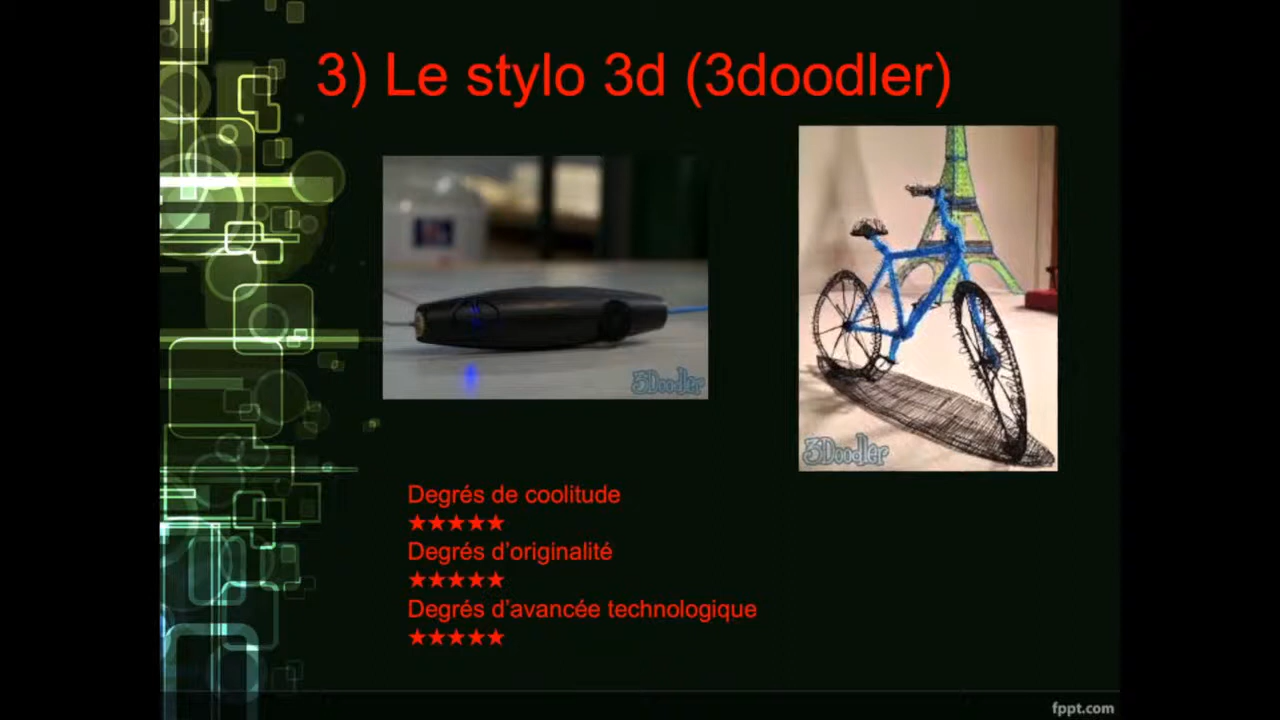 3) Le stylo 3d (3doodler)
3Doodler
3Doodler
Degrés de coolitude
★★★★★
Degrés d'originalité
★★★★★
Degrés d'avancée technologique
★★★★★
fppt.com